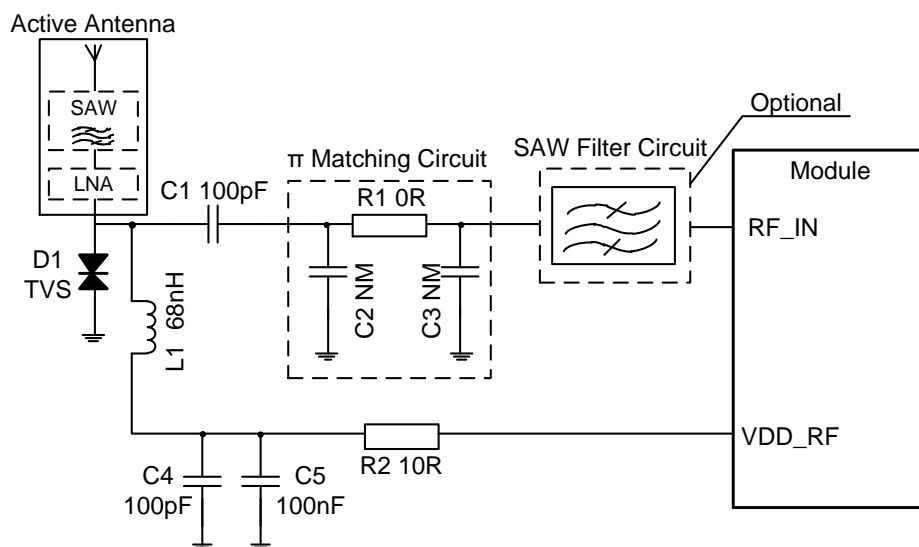 Active Antenna
Optional
SAW
π Matching Circuit
SAW Filter Circuit
Module
LNA
C1 100pF
R1 0R
RF_IN
D1
TVS
C2 NM
C3 NM
L1 68nH
VDD_RF
C4
100pF
C5
100nF
R2 10R